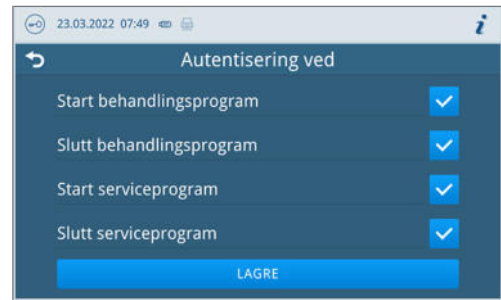 23.03.2022 07:49
Autentisering ved
Start behandlingsprogram
Slutt behandlingsprogram
Start serviceprogram
Slutt serviceprogram
LAGRE